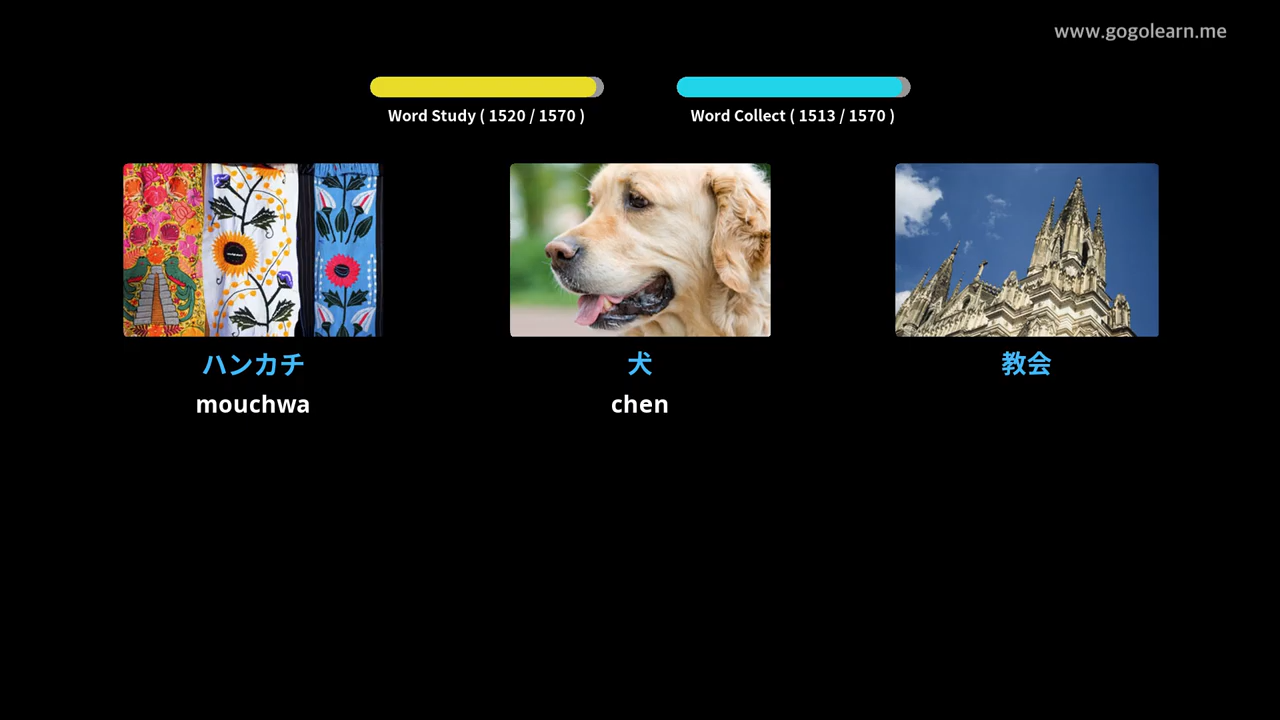 www.gogolearn.me
Word Study ( 1520 / 1570 )
Word Collect ( 1513 / 1570 )
ハンカチ
mouchwa
犬
chen
教会